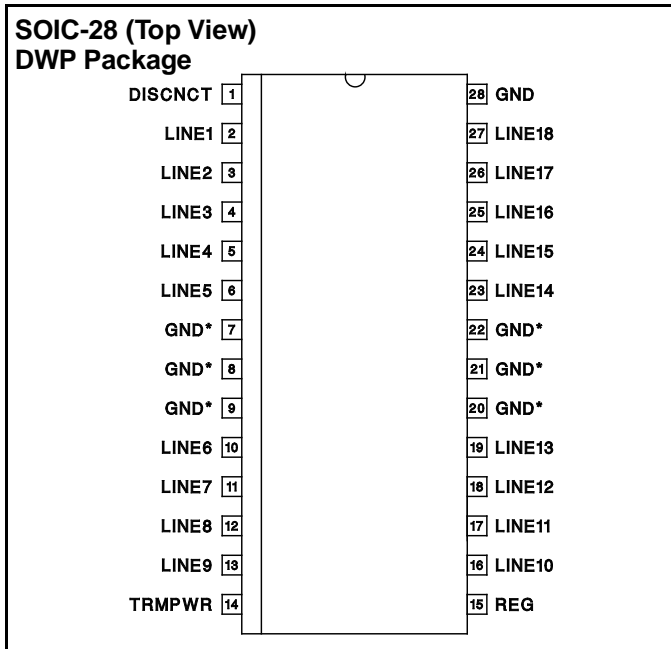 SOIC-28 (Top View)
DWP Package
DISCNCT 1 28 GND
LINE1 2 27 LINE18
LINE2 3 26 LINE17
LINE3 4 25 LINE16
LINE4 5 24 LINE15
LINE5 6 23 LINE14
GND* 7 22 GND*
GND* 8 21 GND*
GND* 9 20 GND*
LINE6 10 19 LINE13
LINE7 11 18 LINE12
LINE8 12 17 LINE11
LINE9 13 16 LINE10
TRMPWR 14 15 REG